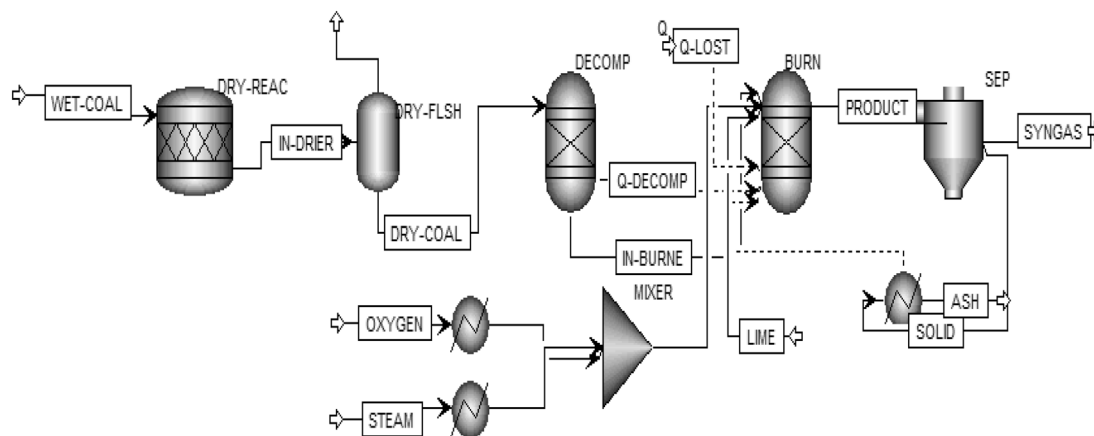 Q
Q-LOST
DECOMP
BURN
SEP
DRY-REAC
WET-COAL
DRY-FLSH
PRODUCT
SYNGAS
IN-DRIER
Q-DECOMP
DRY-COAL
IN-BURNE
MIXER
ASH
SOLID
OXYGEN
LIME
STEAM